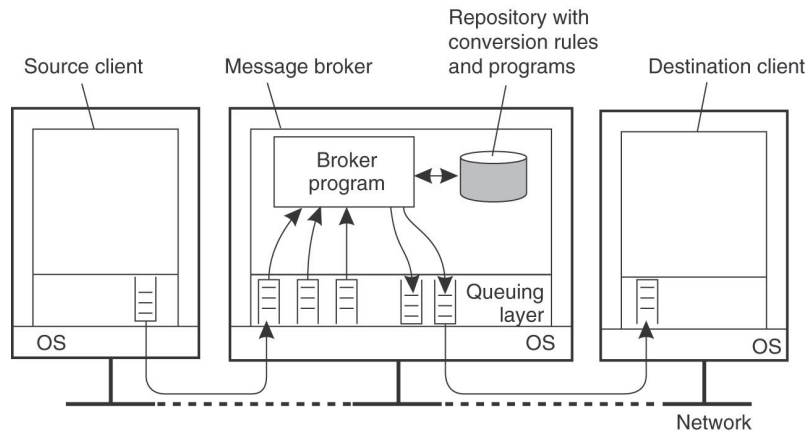 Repository with
conversion rules
and programs
Source client
Message broker
Destination client
Broker
program
Queuing
layer
OS
OS
OS
Network